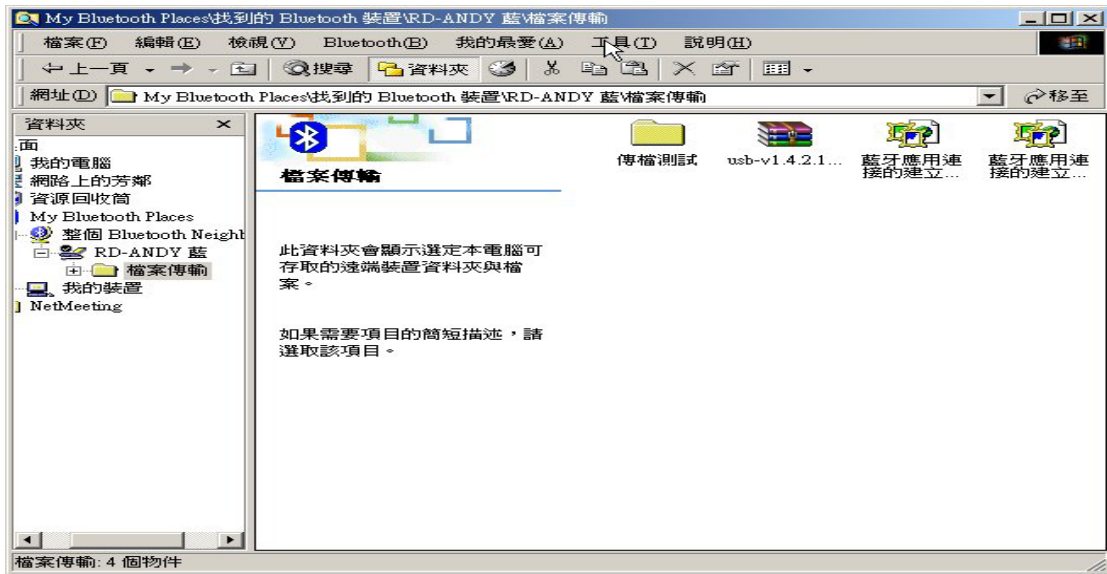 My Bluetooth Places\找到的 Bluetooth 裝置\RD-ANDY 藍\檔案傳輸
檔案(F) 編輯(E) 檢視(V) Bluetooth(B) 我的最愛(A) 工具(T) 說明(H)
上一頁 搜尋 資料夾
網址(D) My Bluetooth Places\找到的 Bluetooth 裝置\RD-ANDY 藍\檔案傳輸 移至
資料夾
面
我的電腦
網路上的芳鄰
資源回收筒
My Bluetooth Places
整個 Bluetooth Neighb
RD-ANDY 藍
檔案傳輸
我的裝置
NetMeeting
檔案傳輸
此資料夾會顯示選定本電腦可
存取的遠端裝置資料夾與檔
案。
如果需要項目的簡短描述，請
選取該項目。
傳檔測試
usb-v1.4.2.1...
藍牙應用連
接的建立...
藍牙應用連
接的建立...
檔案傳輸: 4 個物件